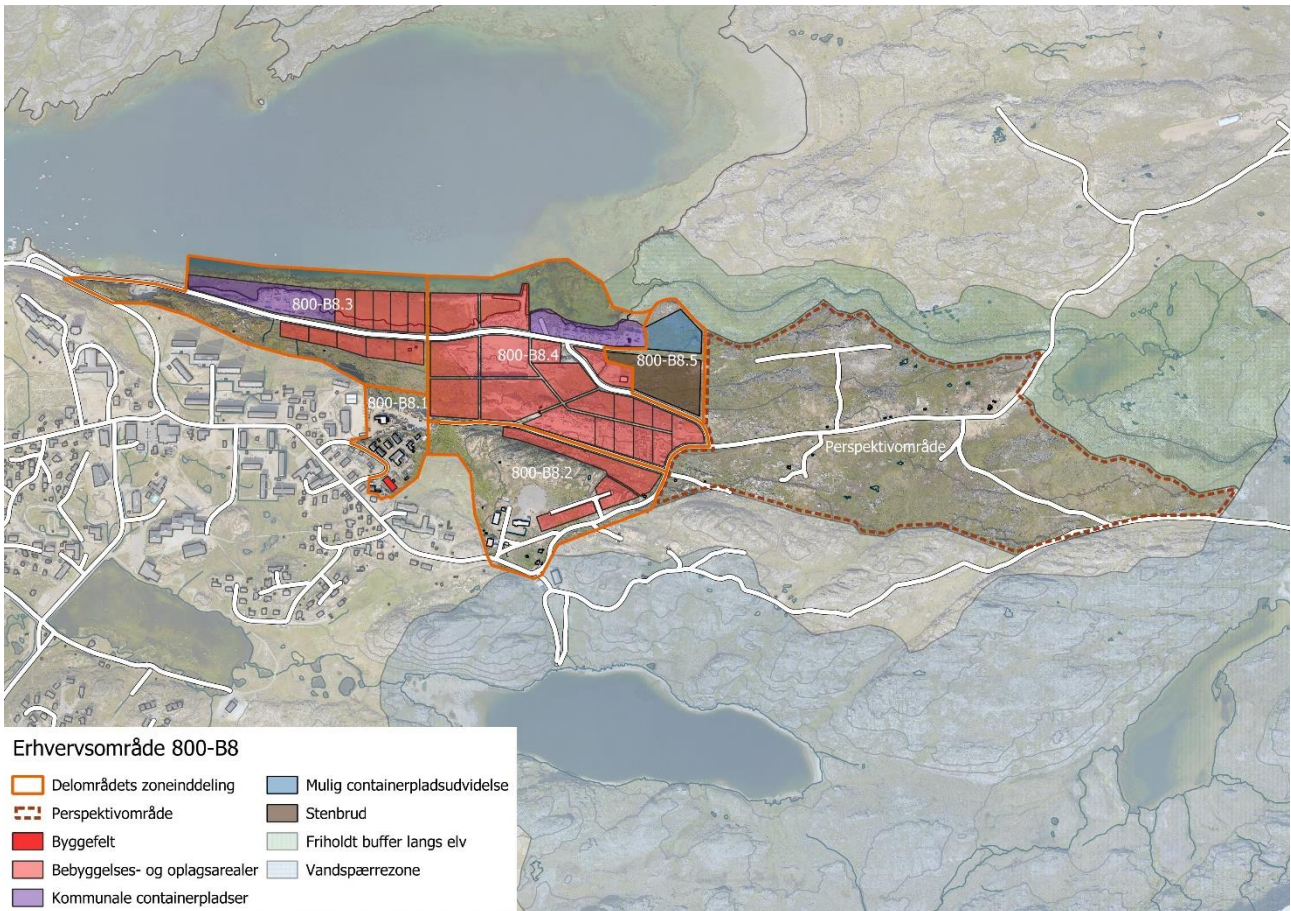 800-B8.3
800-B8.4
800-B8.5
800-B8.1
800-B8.2
Perspektivområde
Erhvervsområde 800-B8
Delområdets zoneinddeling
Perspektivområde
Byggefelt
Bebyggelses- og oplagsarealer
Kommunale containerpladser
Mulig containerpladsudvidelse
Stenbrud
Friholdt buffer langs elv
Vandspærrezone